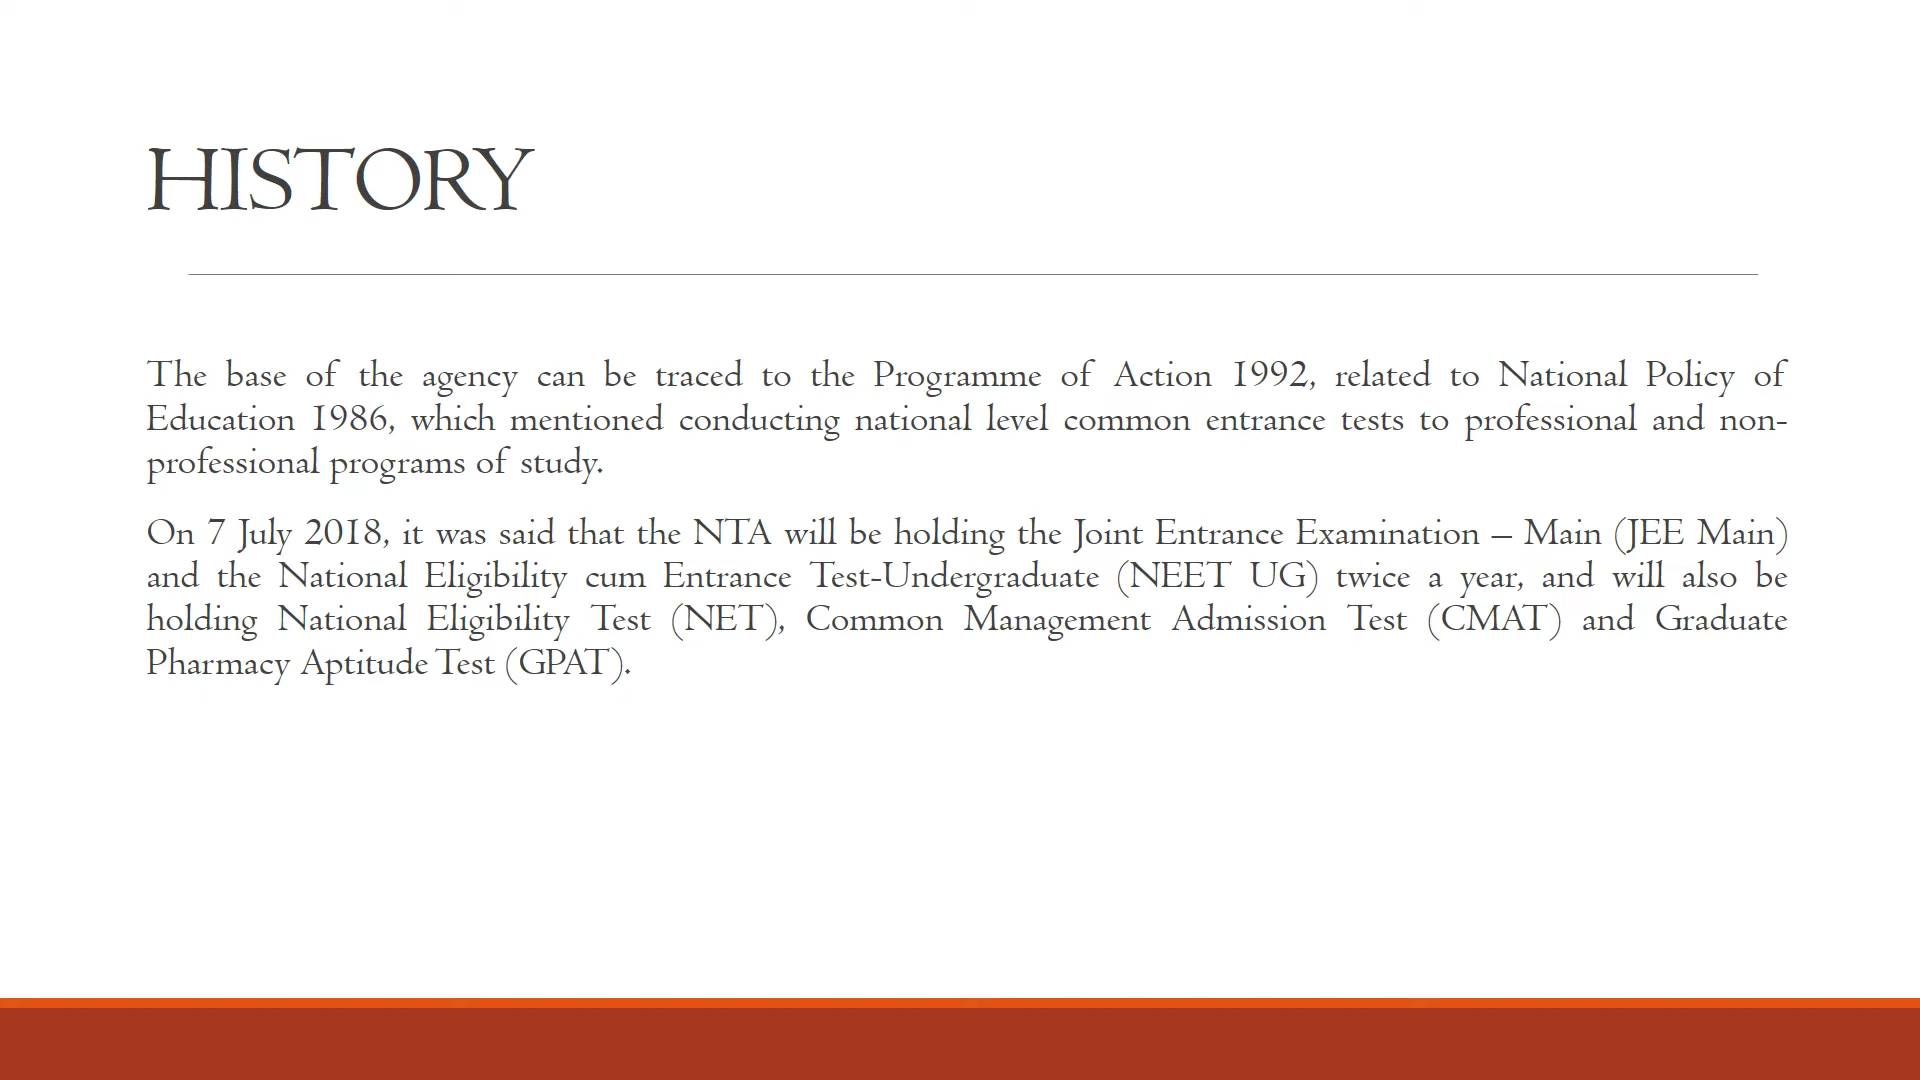 HISTORY
The base of the agency can be traced to the Programme of Action 1992, related to National Policy of
Education 1986, which mentioned conducting national level common entrance tests to professional and non-
professional programs of study.
On 7 July 2018, it was said that the NTA will be holding the Joint Entrance Examination – Main (JEE Main)
and the National Eligibility cum Entrance Test-Undergraduate (NEET UG) twice a year, and will also be
holding National Eligibility Test (NET), Common Management Admission Test (CMAT) and Graduate
Pharmacy Aptitude Test (GPAT).